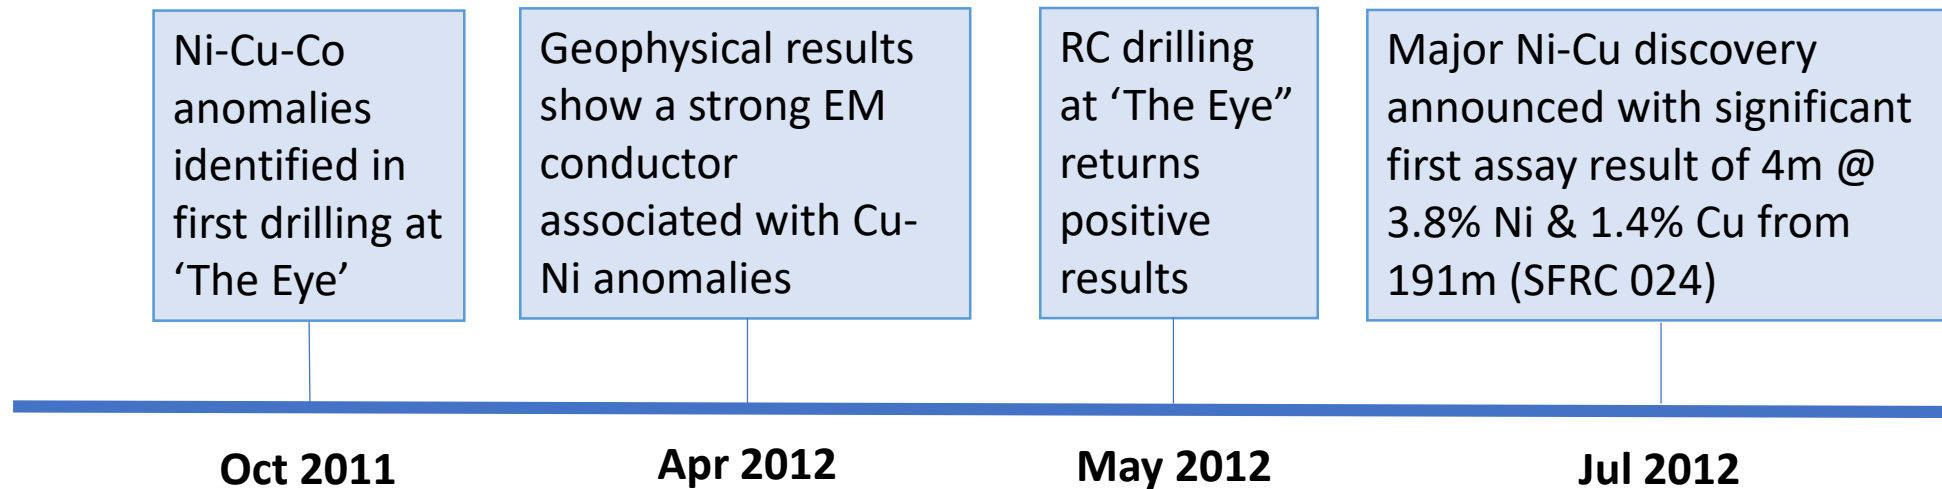 Ni-Cu-Co
anomalies
identified in
first drilling at
‘The Eye’
Geophysical results
show a strong EM
conductor
associated with Cu-
Ni anomalies
RC drilling
at ‘The Eye”
returns
positive
results
Major Ni-Cu discovery
announced with significant
first assay result of 4m @
3.8% Ni & 1.4% Cu from
191m (SFRC 024)
Oct 2011
Apr 2012
May 2012
Jul 2012